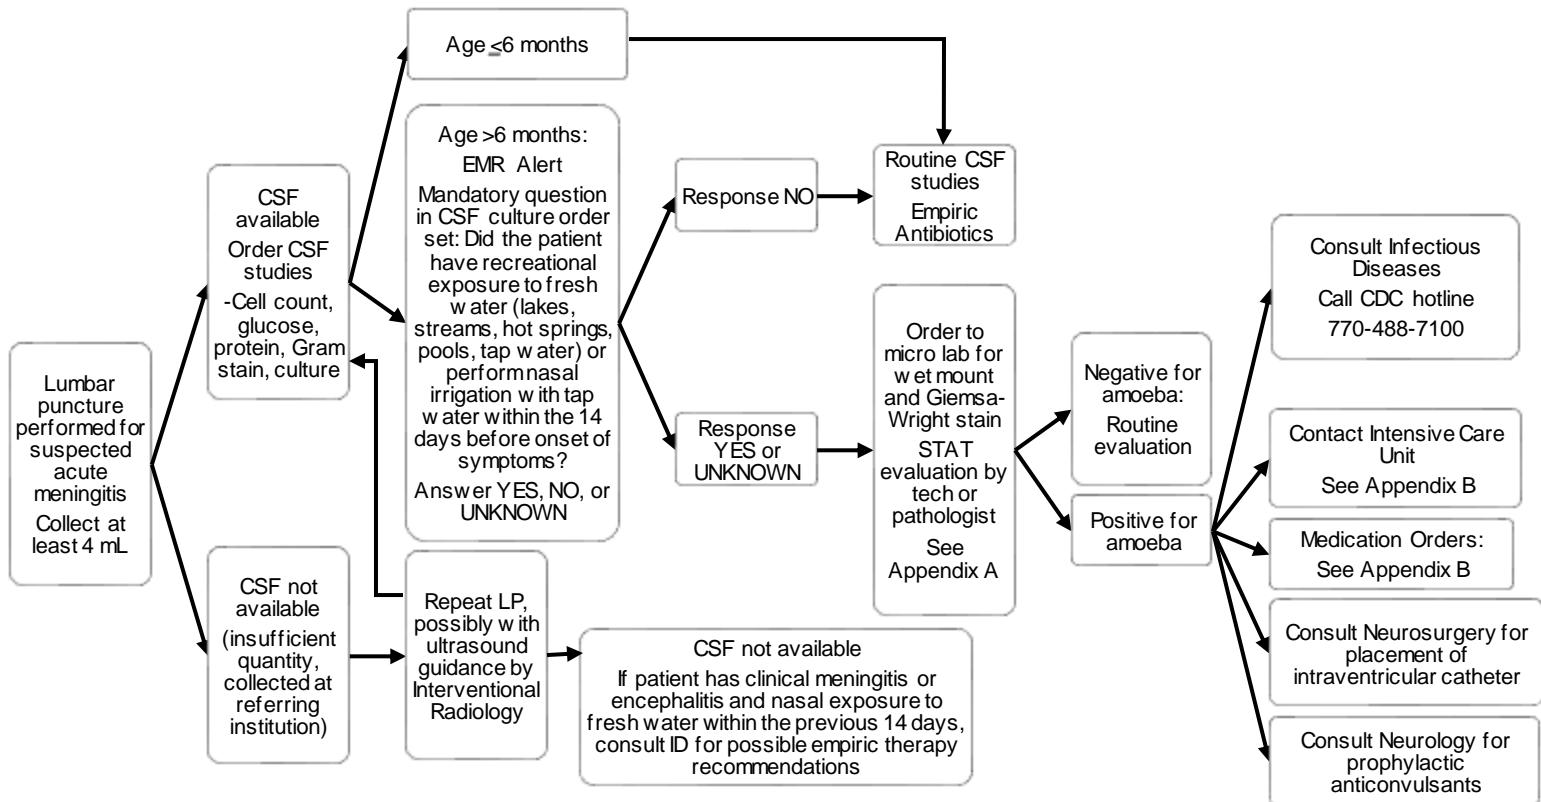 Lumbar
puncture
performed for
suspected
acute
meningitis
Collect at
least 4 mL
CSF
available
Order CSF
studies
-Cell count,
glucose,
protein, Gram
stain, culture
CSF not
available
(insufficient
quantity,
collected at
referring
institution)
Age ≤6 months
Age >6 months:
EMR Alert
Mandatory question
in CSF culture order
set: Did the patient
have recreational
exposure to fresh
water (lakes,
streams, hot springs,
pools, tap water) or
perform nasal
irrigation with tap
water within the 14
days before onset of
symptoms?
Answer YES, NO, or
UNKNOWN
Repeat LP,
possibly with
ultrasound
guidance by
Interventional
Radiology
Response NO
Response
YES or
UNKNOWN
CSF not available
If patient has clinical meningitis or
encephalitis and nasal exposure to
fresh water within the previous 14 days,
consult ID for possible empiric therapy
recommendations
Routine CSF
studies
Empiric
Antibiotics
Order to
micro lab for
wet mount
and Giemsa-
Wright stain
STAT
evaluation by
tech or
pathologist
See
Appendix A
Negative for
amoeba:
Routine
evaluation
Positive for
amoeba
Consult Infectious
Diseases
Call CDC hotline
770-488-7100
Contact Intensive Care
Unit
See Appendix B
Medication Orders:
See Appendix B
Consult Neurosurgery for
placement of
intraventricular catheter
Consult Neurology for
prophylactic
anticonvulsants